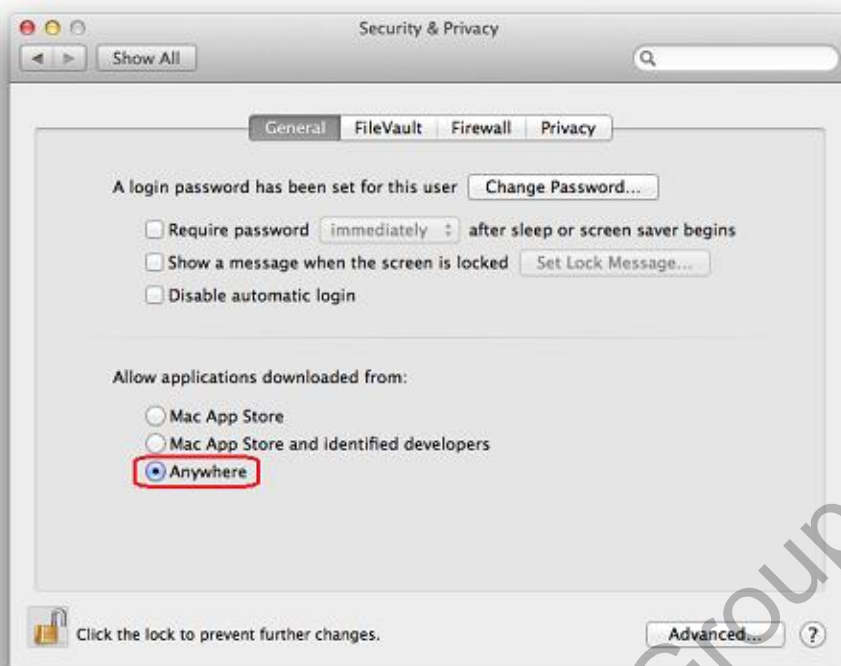 Security & Privacy
Show All
General FileVault Firewall Privacy
A login password has been set for this user Change Password...
Require password immediately after sleep or screen saver begins
Show a message when the screen is locked Set Lock Message...
Disable automatic login
Allow applications downloaded from:
Mac App Store
Mac App Store and identified developers
Anywhere
Click the lock to prevent further changes. Advanced... ?
Group